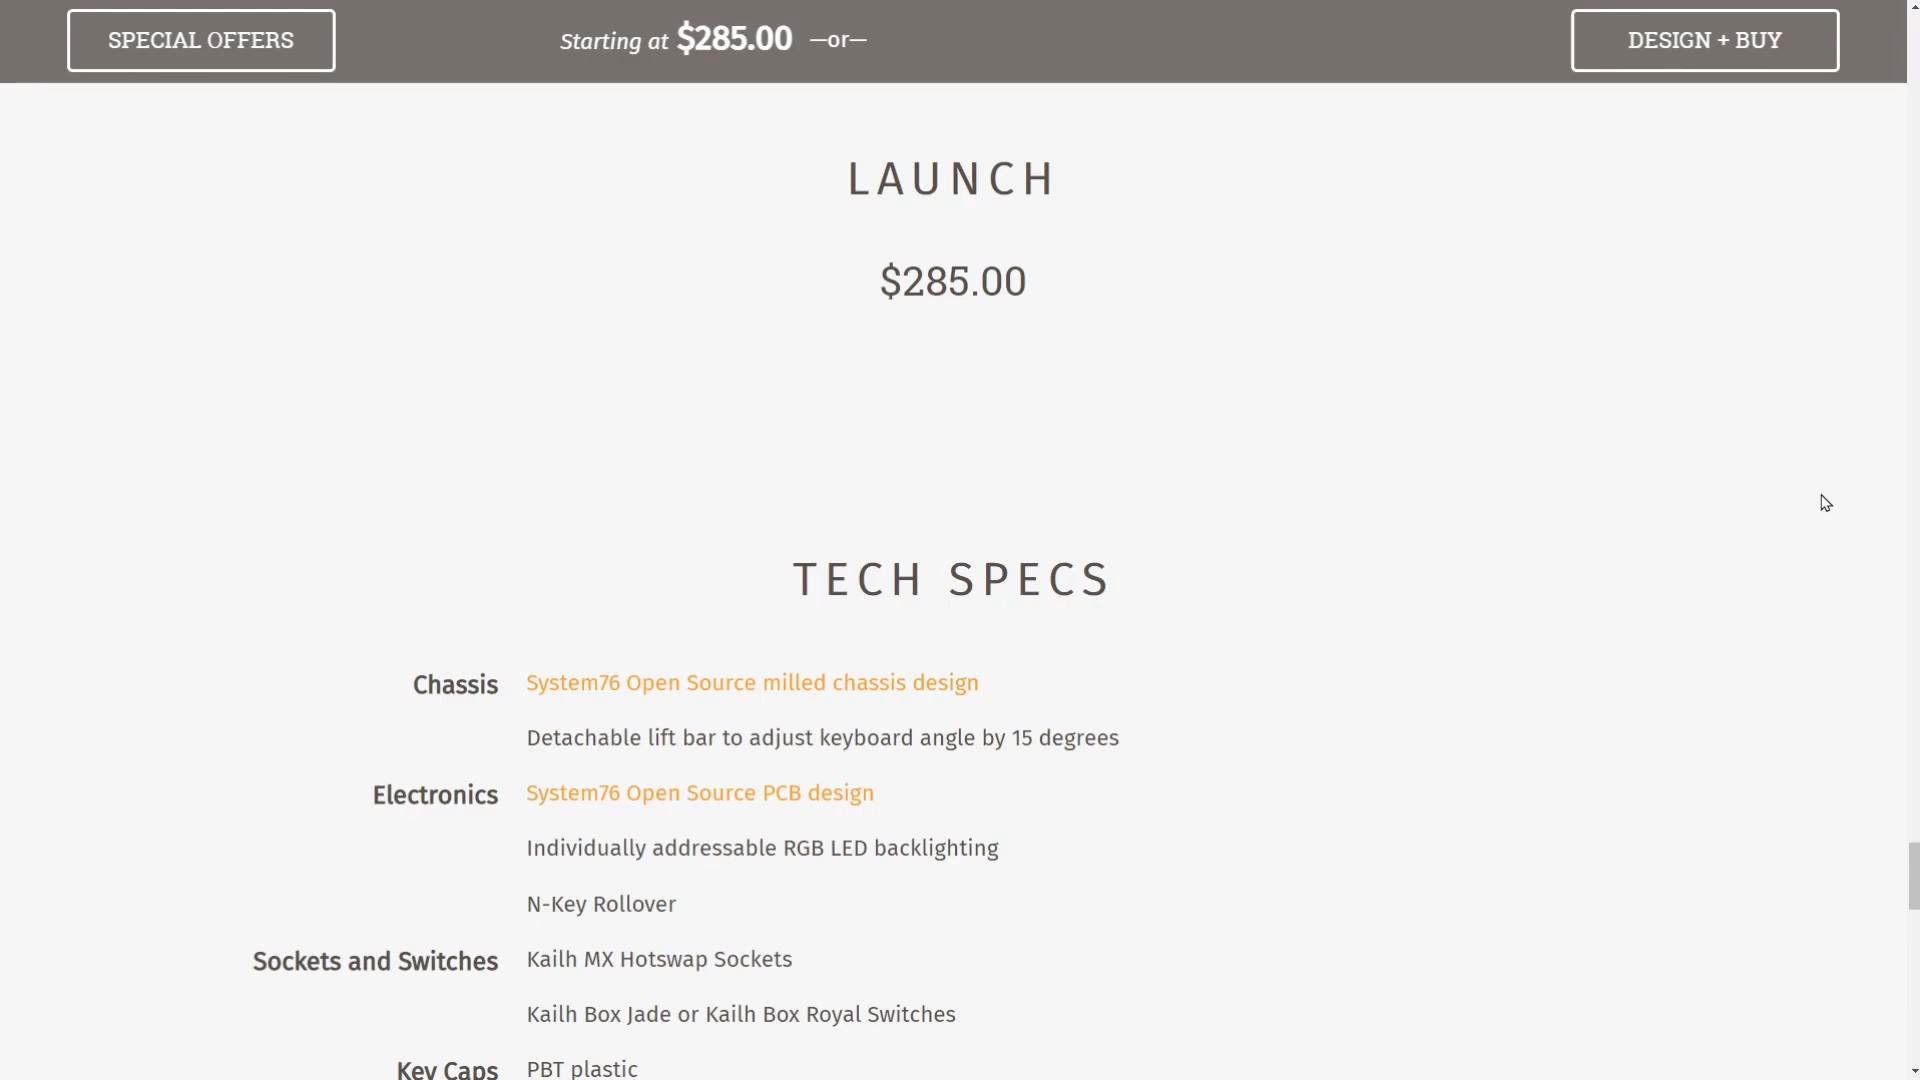 SPECIAL OFFERS
Starting at $285.00 —or—
DESIGN + BUY
LAUNCH
$285.00
TECH SPECS
Chassis System76 Open Source milled chassis design
Detachable lift bar to adjust keyboard angle by 15 degrees
Electronics System76 Open Source PCB design
Individually addressable RGB LED backlighting
N-Key Rollover
Sockets and Switches Kailh MX Hotswap Sockets
Kailh Box Jade or Kailh Box Royal Switches
Key Caps PBT plastic